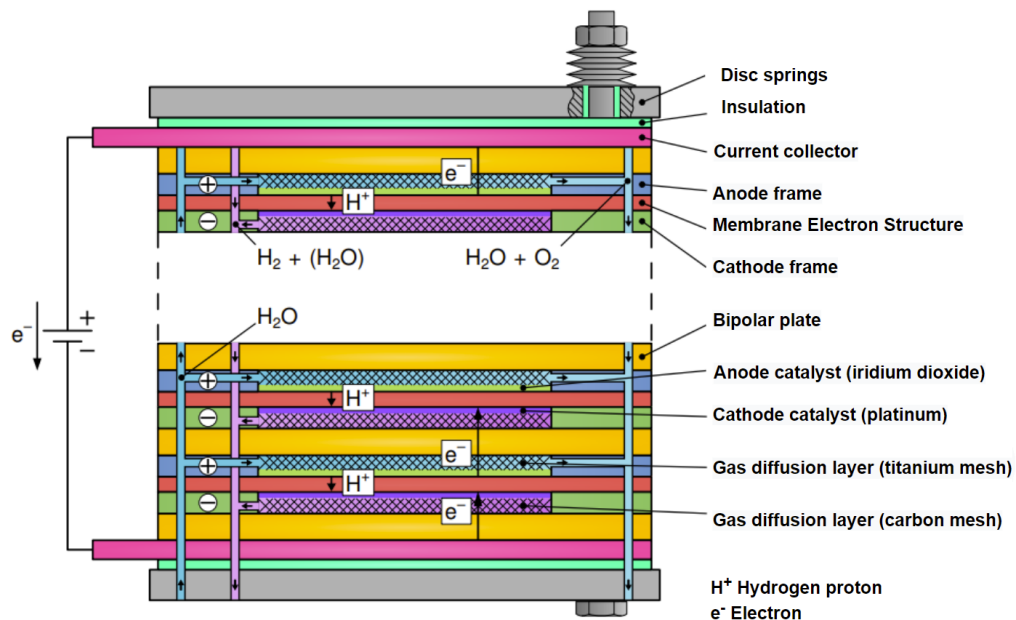 Disc springs
Insulation
Current collector
e⁻
+
Anode frame
H⁺
Membrane Electron Structure
−
H₂ + (H₂O)
H₂O + O₂
Cathode frame
H₂O
+
e⁻
−
Bipolar plate
Anode catalyst (iridium dioxide)
+
H⁺
Cathode catalyst (platinum)
−
e⁻
+
Gas diffusion layer (titanium mesh)
H⁺
−
e⁻
Gas diffusion layer (carbon mesh)
H⁺ Hydrogen proton
e⁻ Electron